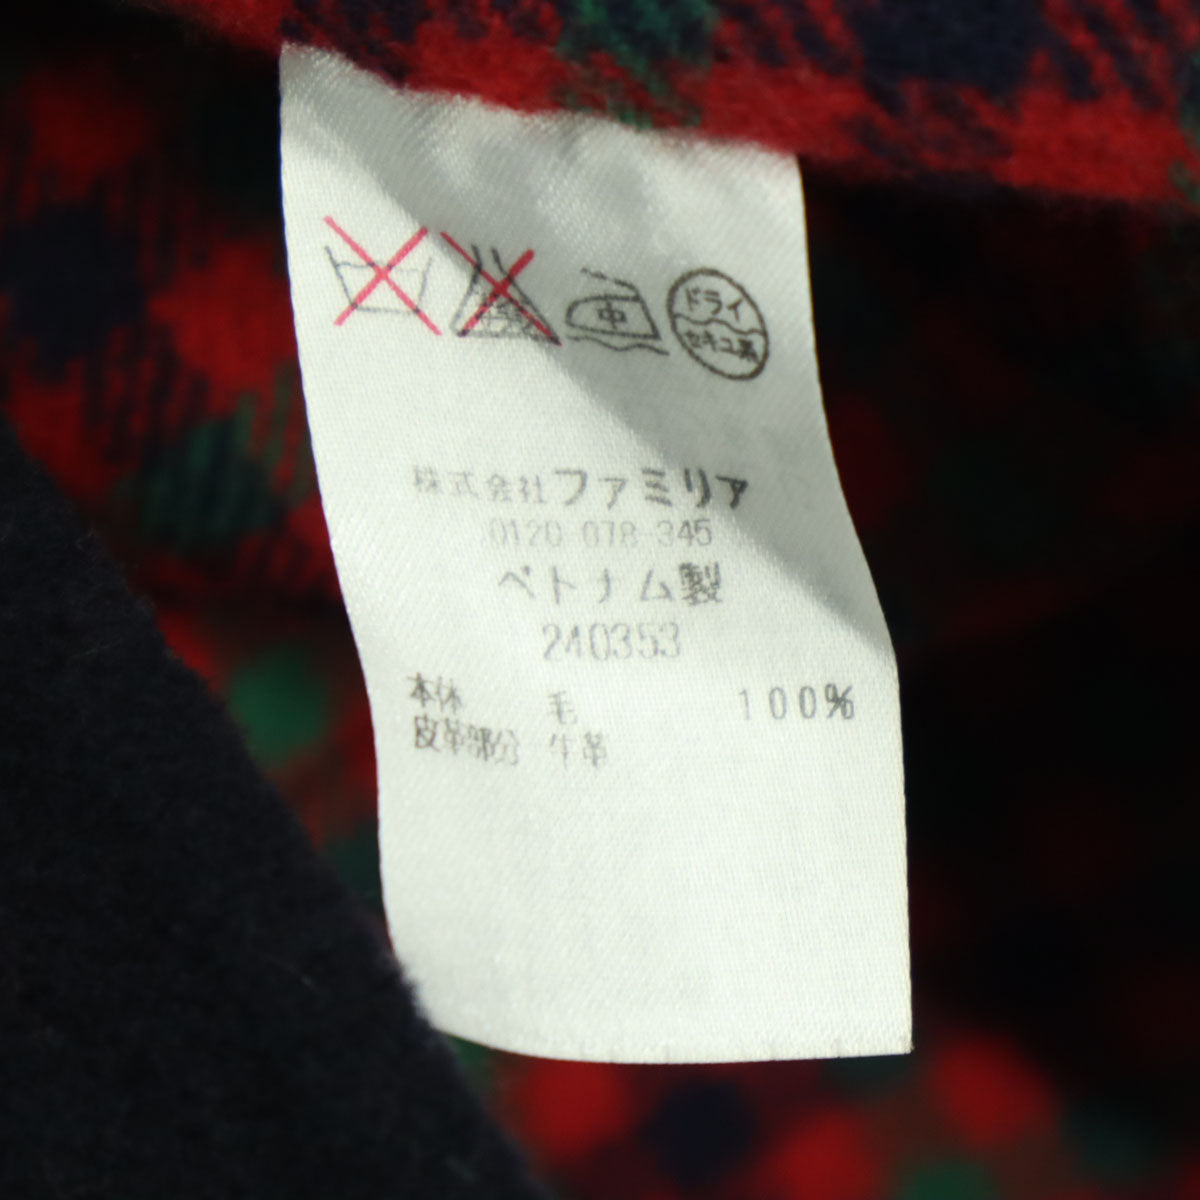 中
ドライ
セキユ系
株式会社ファミリア
0120-078-345
ベトナム製
240353
本体 毛 100%
皮革部分 牛革